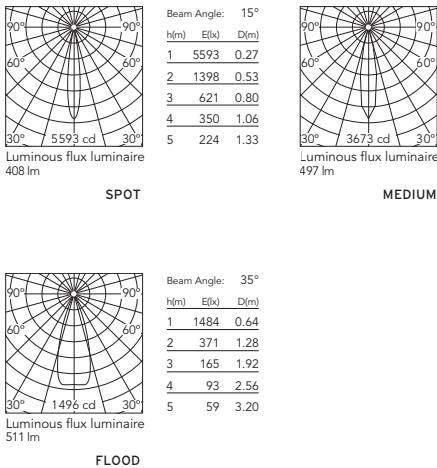 90° 90°
60° 60°
30° 5593 cd 30°
Luminous flux luminaire
408 lm
SPOT
Beam Angle: 15°
h(m) E(lx) D(m)
1 5593 0.27
2 1398 0.53
3 621 0.80
4 350 1.06
5 224 1.33
90° 90°
60° 60°
30° 3673 cd 30°
Luminous flux luminaire
497 lm
MEDIUM
90° 90°
60° 60°
30° 1496 cd 30°
Luminous flux luminaire
511 lm
FLOOD
Beam Angle: 35°
h(m) E(lx) D(m)
1 1484 0.64
2 371 1.28
3 165 1.92
4 93 2.56
5 59 3.20